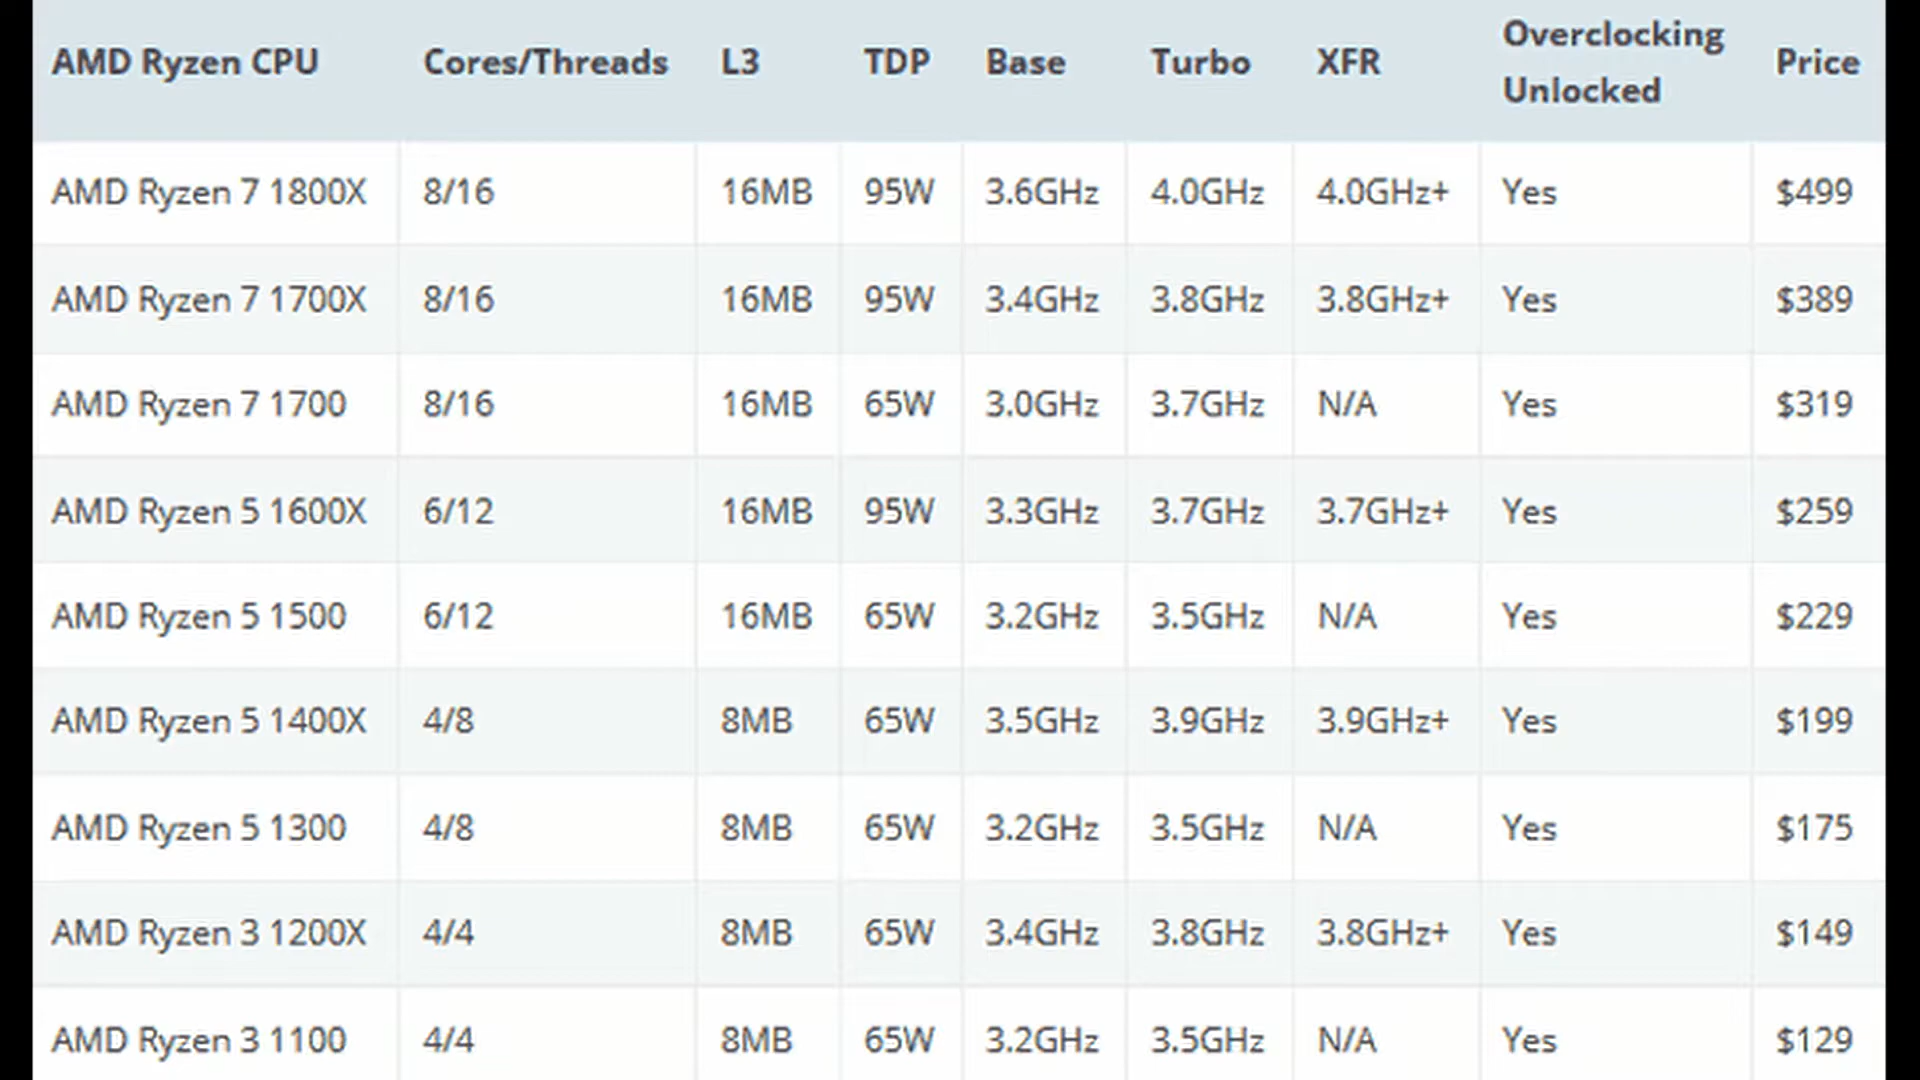 AMD Ryzen CPU Cores/Threads L3 TDP Base Turbo XFR Overclocking Unlocked Price
AMD Ryzen 7 1800X 8/16 16MB 95W 3.6GHz 4.0GHz 4.0GHz+ Yes $499
AMD Ryzen 7 1700X 8/16 16MB 95W 3.4GHz 3.8GHz 3.8GHz+ Yes $389
AMD Ryzen 7 1700 8/16 16MB 65W 3.0GHz 3.7GHz N/A Yes $319
AMD Ryzen 5 1600X 6/12 16MB 95W 3.3GHz 3.7GHz 3.7GHz+ Yes $259
AMD Ryzen 5 1500 6/12 16MB 65W 3.2GHz 3.5GHz N/A Yes $229
AMD Ryzen 5 1400X 4/8 8MB 65W 3.5GHz 3.9GHz 3.9GHz+ Yes $199
AMD Ryzen 5 1300 4/8 8MB 65W 3.2GHz 3.5GHz N/A Yes $175
AMD Ryzen 3 1200X 4/4 8MB 65W 3.4GHz 3.8GHz 3.8GHz+ Yes $149
AMD Ryzen 3 1100 4/4 8MB 65W 3.2GHz 3.5GHz N/A Yes $129